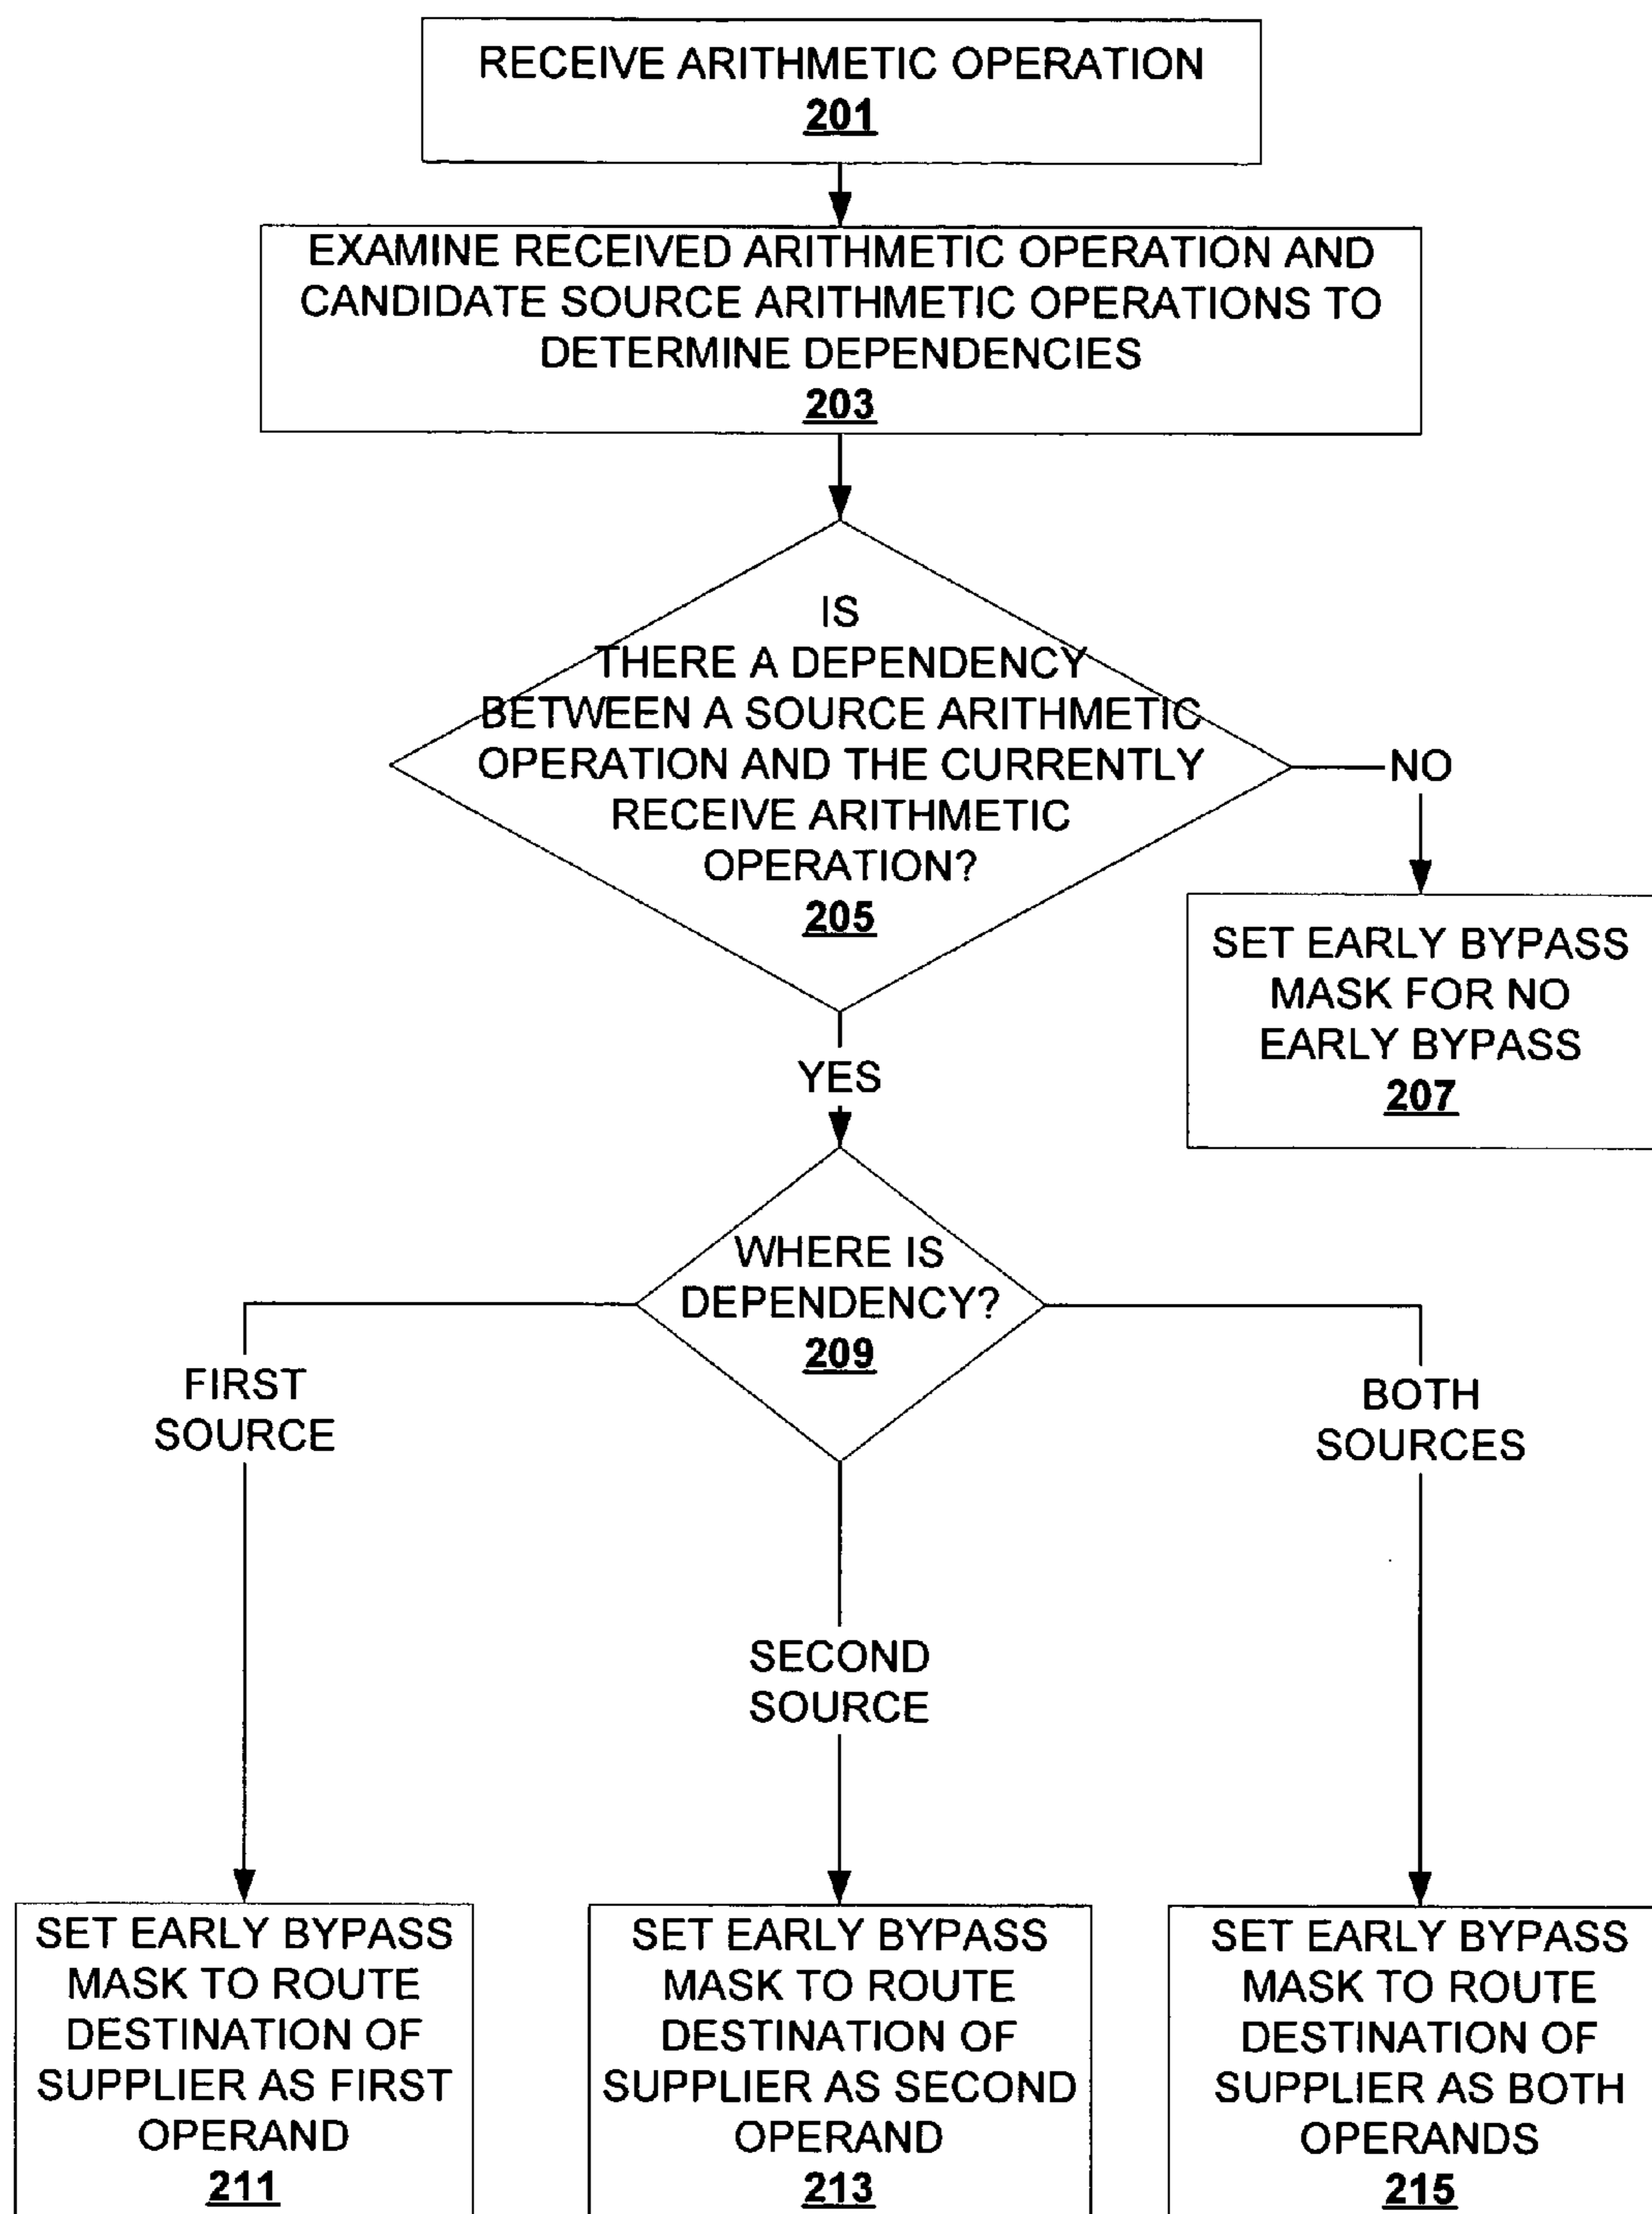 RECEIVE ARITHMETIC OPERATION
201
EXAMINE RECEIVED ARITHMETIC OPERATION AND
CANDIDATE SOURCE ARITHMETIC OPERATIONS TO
DETERMINE DEPENDENCIES
203
IS
THERE A DEPENDENCY
BETWEEN A SOURCE ARITHMETIC
OPERATION AND THE CURRENTLY
RECEIVE ARITHMETIC
OPERATION?
205
NO
SET EARLY BYPASS
MASK FOR NO
EARLY BYPASS
207
YES
WHERE IS
DEPENDENCY?
209
FIRST
SOURCE
BOTH
SOURCES
SECOND
SOURCE
SET EARLY BYPASS
MASK TO ROUTE
DESTINATION OF
SUPPLIER AS FIRST
OPERAND
211
SET EARLY BYPASS
MASK TO ROUTE
DESTINATION OF
SUPPLIER AS SECOND
OPERAND
213
SET EARLY BYPASS
MASK TO ROUTE
DESTINATION OF
SUPPLIER AS BOTH
OPERANDS
215